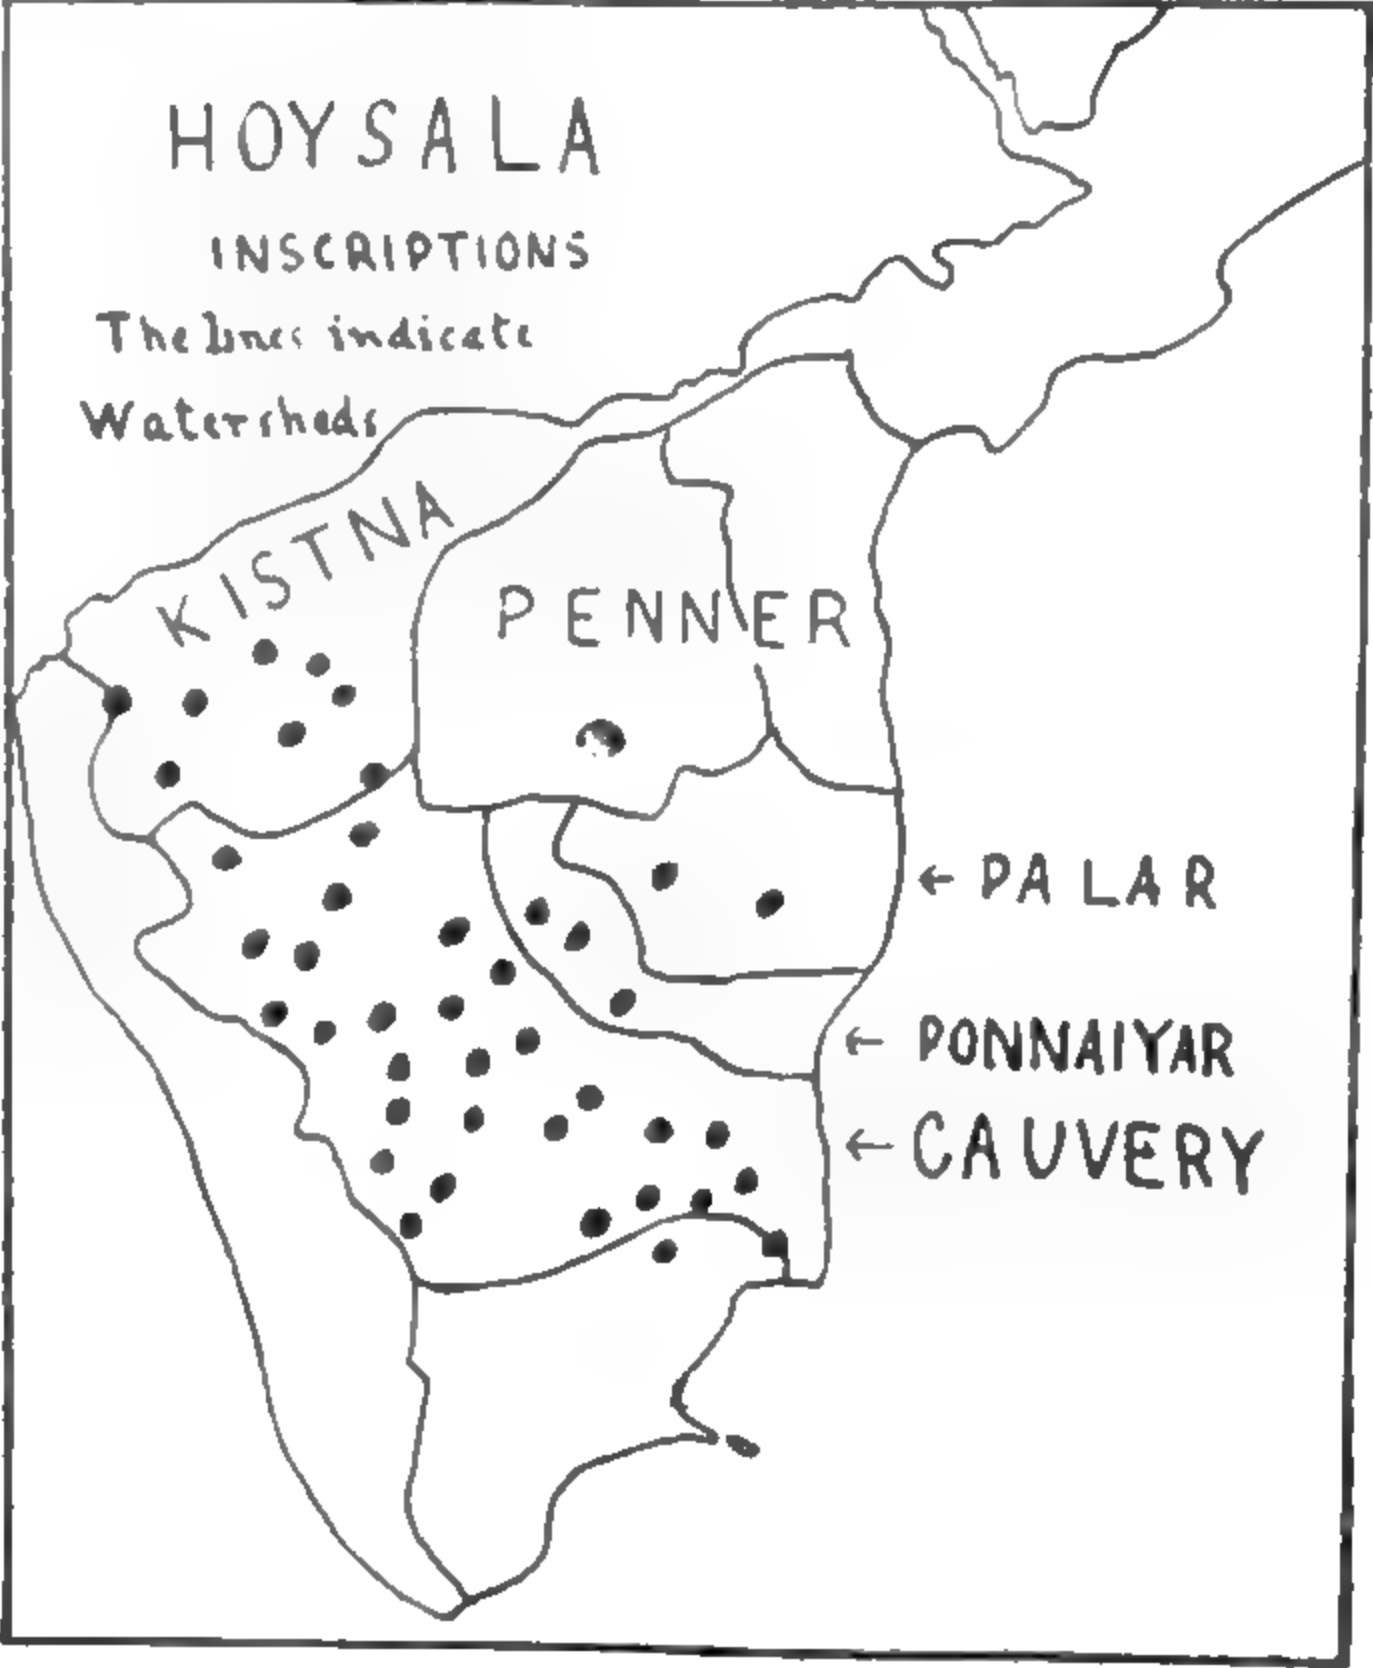 HOYSALA
INSCRIPTIONS
The lines indicate
Watersheds
KISTNA
PENNER
← PALAR
← PONNAIYAR
← CAUVERY